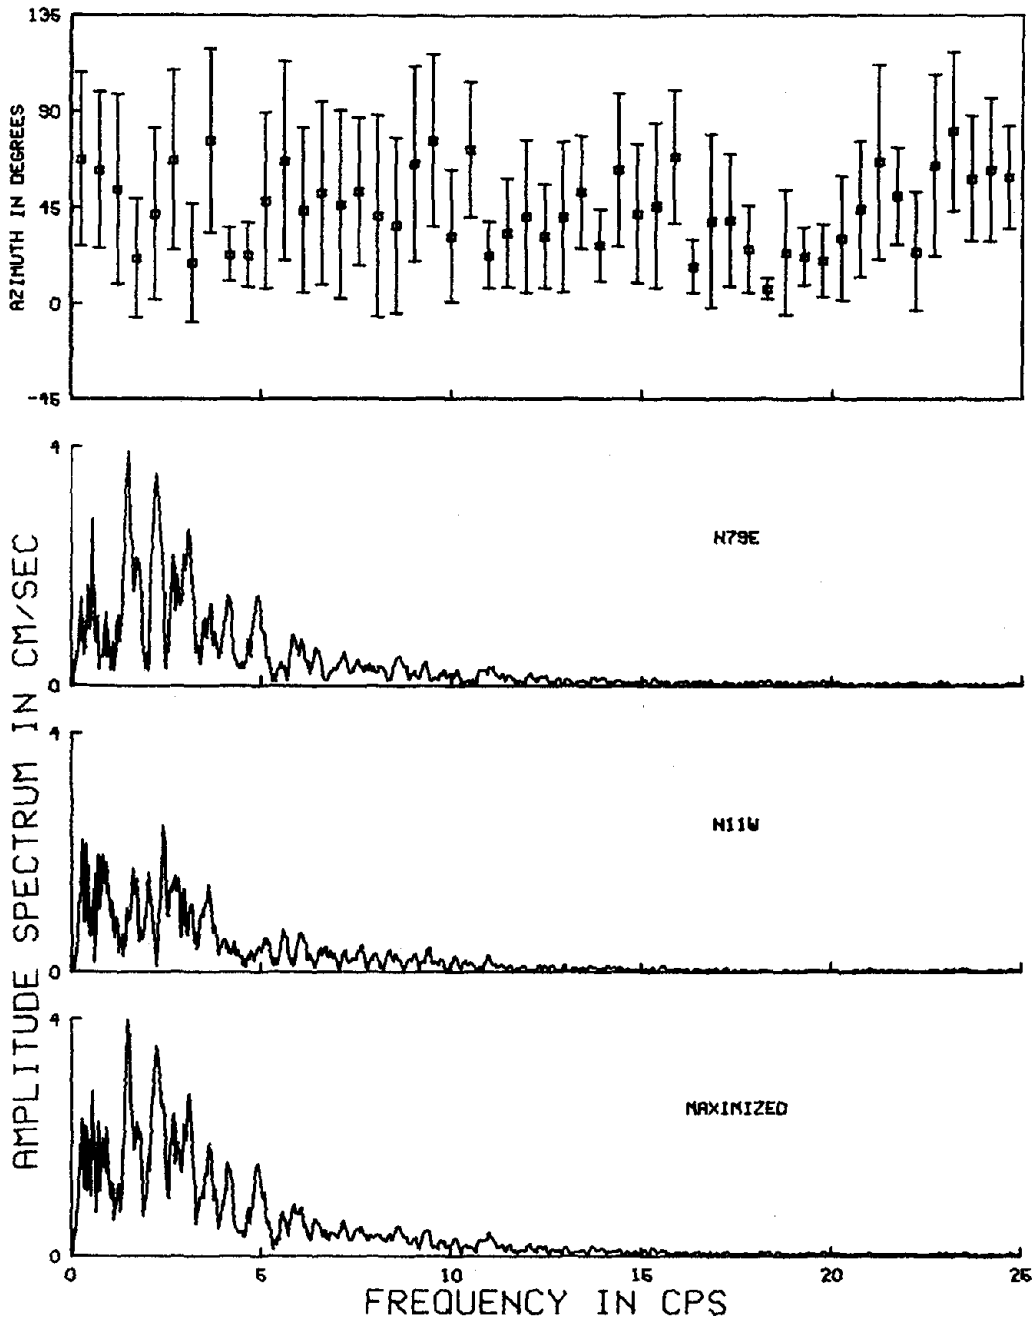 135
90
45
0
-45
AZIMUTH IN DEGREES
4
N79E
0
4
N11W
0
4
MAXIMIZED
0
AMPLITUDE SPECTRUM IN CM/SEC
0 5 10 15 20 25
FREQUENCY IN CPS